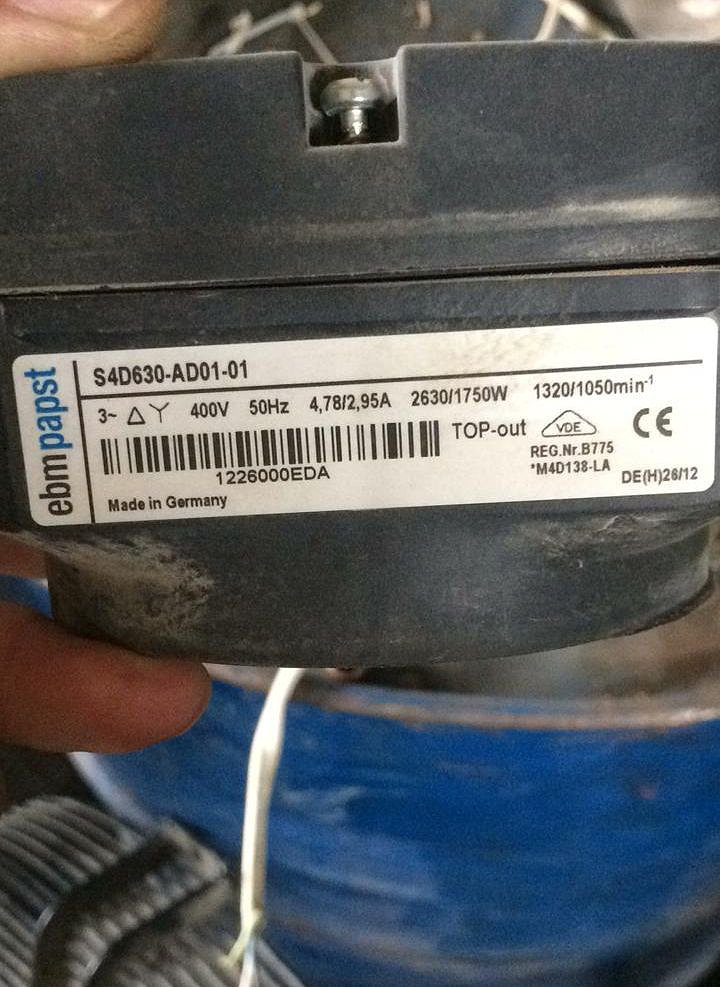 ebmpapst
S4D630-AD01-01
3~ △ Y 400V 50Hz 4,78/2,95A 2630/1750W 1320/1050min-1
TOP-out VDE CE
1226000EDA
REG.Nr.B775
*M4D138-LA
Made in Germany
DE(H)26/12